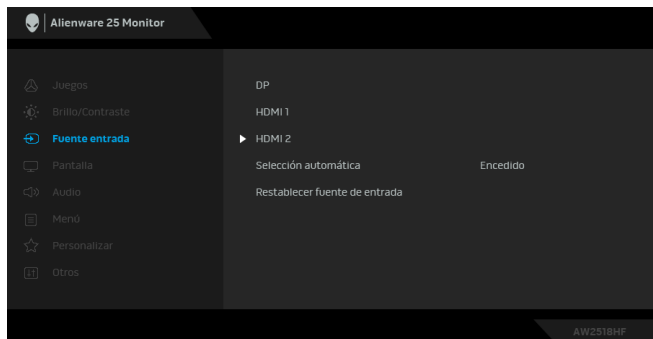 Alienware 25 Monitor
Juegos
DP
Brillo/Contraste
HDMI 1
Fuente entrada
HDMI 2
Pantalla
Selección automática Encedido
Audio
Restablecer fuente de entrada
Menú
Personalizar
Otros
AW2518HF